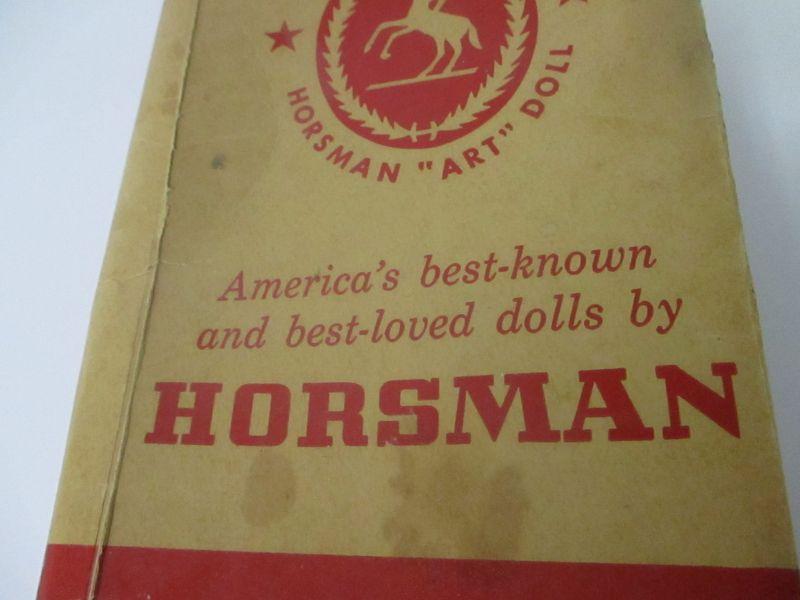 HORSMAN "ART" DOLL
America's best-known
and best-loved dolls by
HORSMAN